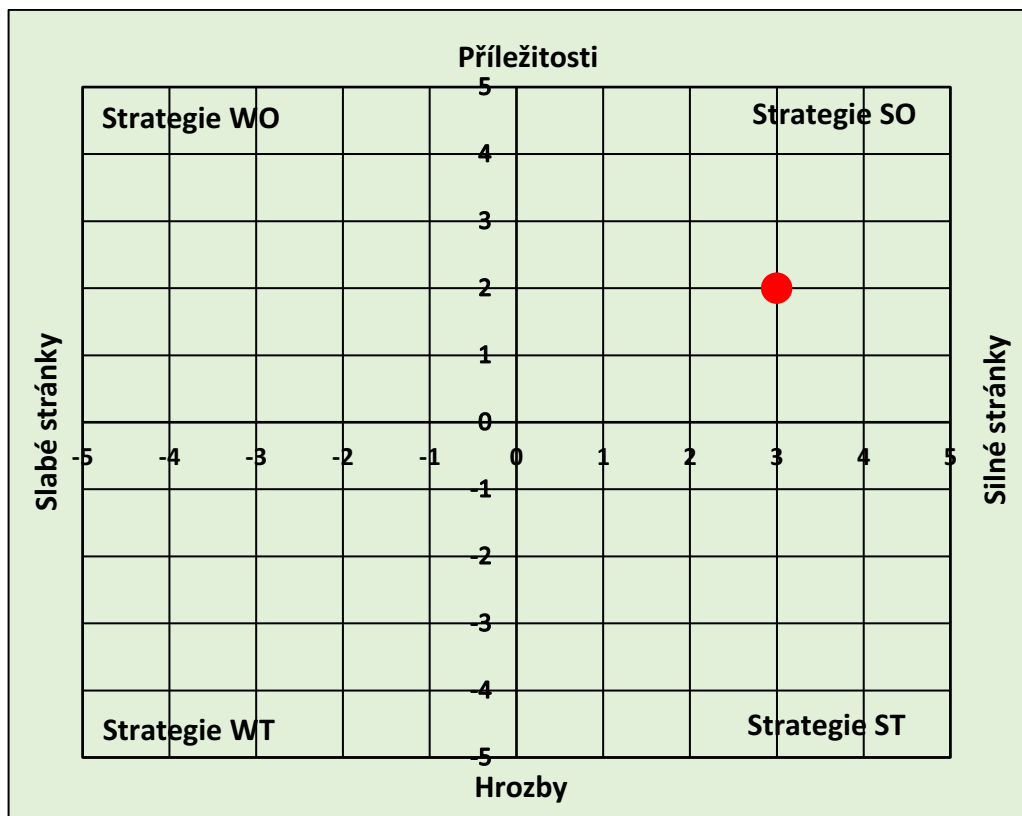 Příležitosti
5
Strategie WO
Strategie SO
4
3
2
1
0
-5 -4 -3 -2 -1 0 1 2 3 4 5
-1
-2
-3
-4
Strategie WT
Strategie ST
-5
Hrozby
Slabé stránky
Silné stránky